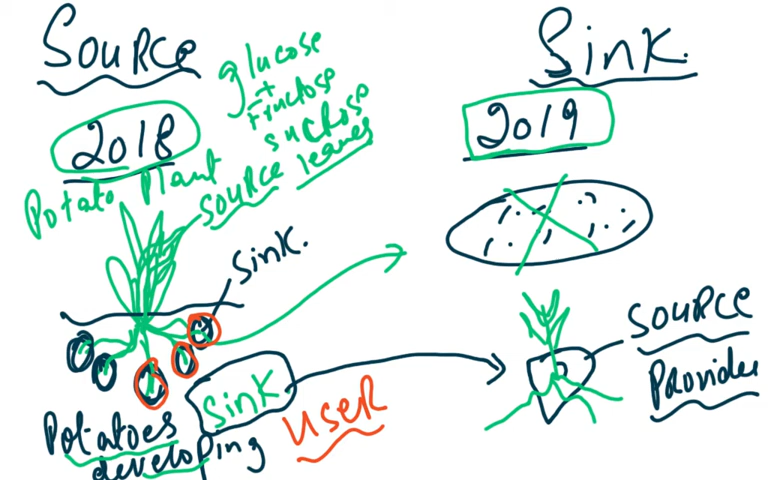 Source
Sink.
glucose
+
Fructose
sucrose
2018
2019
Potato Plant
source leaves
Sink.
SOURCE
Provider
Sink
USER
Potatoes
developing